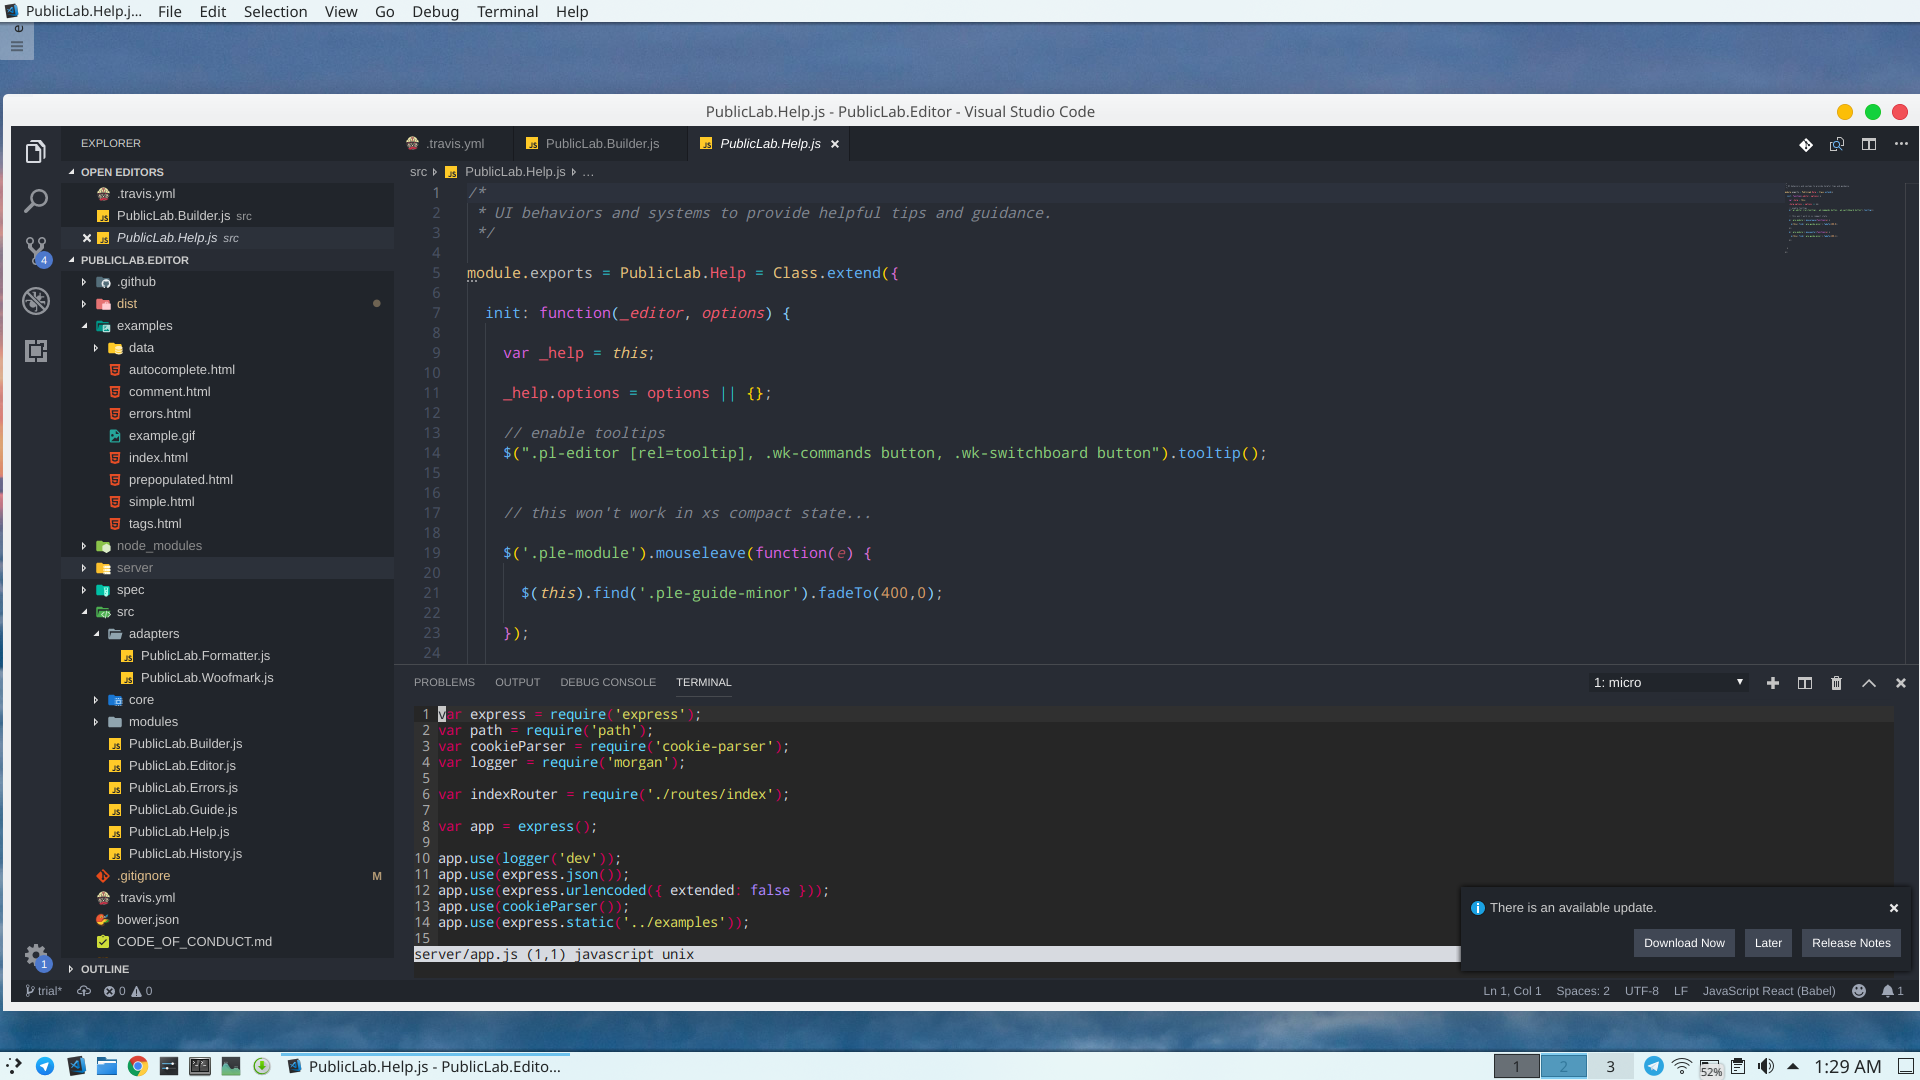 PublicLab.Help.j... File Edit Selection View Go Debug Terminal Help
e
PublicLab.Help.js - PublicLab.Editor - Visual Studio Code
EXPLORER
OPEN EDITORS
.travis.yml
PublicLab.Builder.js src
PublicLab.Help.js src
PUBLICLAB.EDITOR
.github
dist
examples
data
autocomplete.html
comment.html
errors.html
example.gif
index.html
prepopulated.html
simple.html
tags.html
node_modules
server
spec
src
adapters
PublicLab.Formatter.js
PublicLab.Woofmark.js
core
modules
PublicLab.Builder.js
PublicLab.Editor.js
PublicLab.Errors.js
PublicLab.Guide.js
PublicLab.Help.js
PublicLab.History.js
.gitignore M
.travis.yml
bower.json
CODE_OF_CONDUCT.md
OUTLINE
4
1
.travis.yml PublicLab.Builder.js PublicLab.Help.js
src PublicLab.Help.js ...
1 /*
2 * UI behaviors and systems to provide helpful tips and guidance.
3 */
4
5 module.exports = PublicLab.Help = Class.extend({
6
7 init: function(_editor, options) {
8
9 var _help = this;
10
11 _help.options = options || {};
12
13 // enable tooltips
14 $(".pl-editor [rel=tooltip], .wk-commands button, .wk-switchboard button").tooltip();
15
16
17 // this won't work in xs compact state...
18
19 $('.ple-module').mouseleave(function(e) {
20
21 $(this).find('.ple-guide-minor').fadeTo(400,0);
22
23 });
24
PROBLEMS OUTPUT DEBUG CONSOLE TERMINAL 1: micro
1 var express = require('express');
2 var path = require('path');
3 var cookieParser = require('cookie-parser');
4 var logger = require('morgan');
5
6 var indexRouter = require('./routes/index');
7
8 var app = express();
9
10 app.use(logger('dev'));
11 app.use(express.json());
12 app.use(express.urlencoded({ extended: false }));
13 app.use(cookieParser());
14 app.use(express.static('../examples'));
15
server/app.js (1,1) javascript unix
There is an available update.
Download Now Later Release Notes
trial* 0 0 Ln 1, Col 1 Spaces: 2 UTF-8 LF JavaScript React (Babel) 1
PublicLab.Help.js - PublicLab.Edito... 1 2 3 52% 1:29 AM